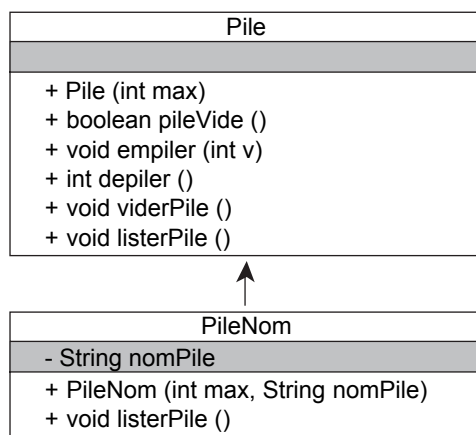 Pile
+ Pile (int max)
+ boolean pileVide ()
+ void empiler (int v)
+ int depiler ()
+ void viderPile ()
+ void listerPile ()
PileNom
- String nomPile
+ PileNom (int max, String nomPile)
+ void listerPile ()